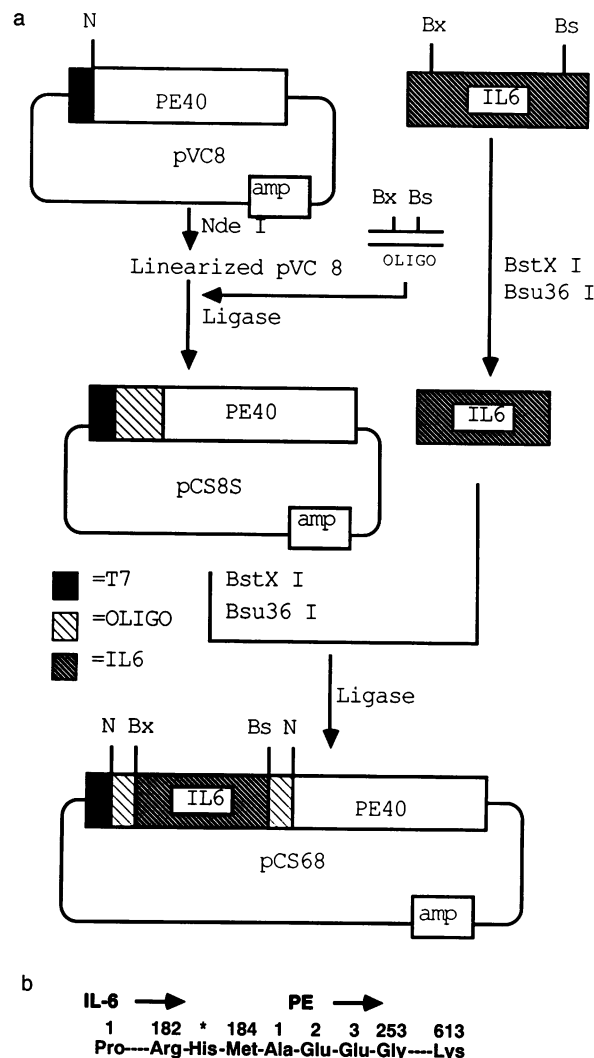 a
N
Bx Bs
PE40
IL6
pVC8
amp
Bx Bs
Nde I
OLIGO
Linearized pVC 8
BstX I
Bsu36 I
Ligase
PE40
IL6
pCS8S
amp
=T7
BstX I
=OLIGO
Bsu36 I
=IL6
Ligase
N Bx Bs N
IL6
PE40
pCS68
amp
b
IL-6 PE
1 182 * 184 1 2 3 253 613
Pro----Arg-His-Met-Ala-Glu-Glu-Gly----Lys